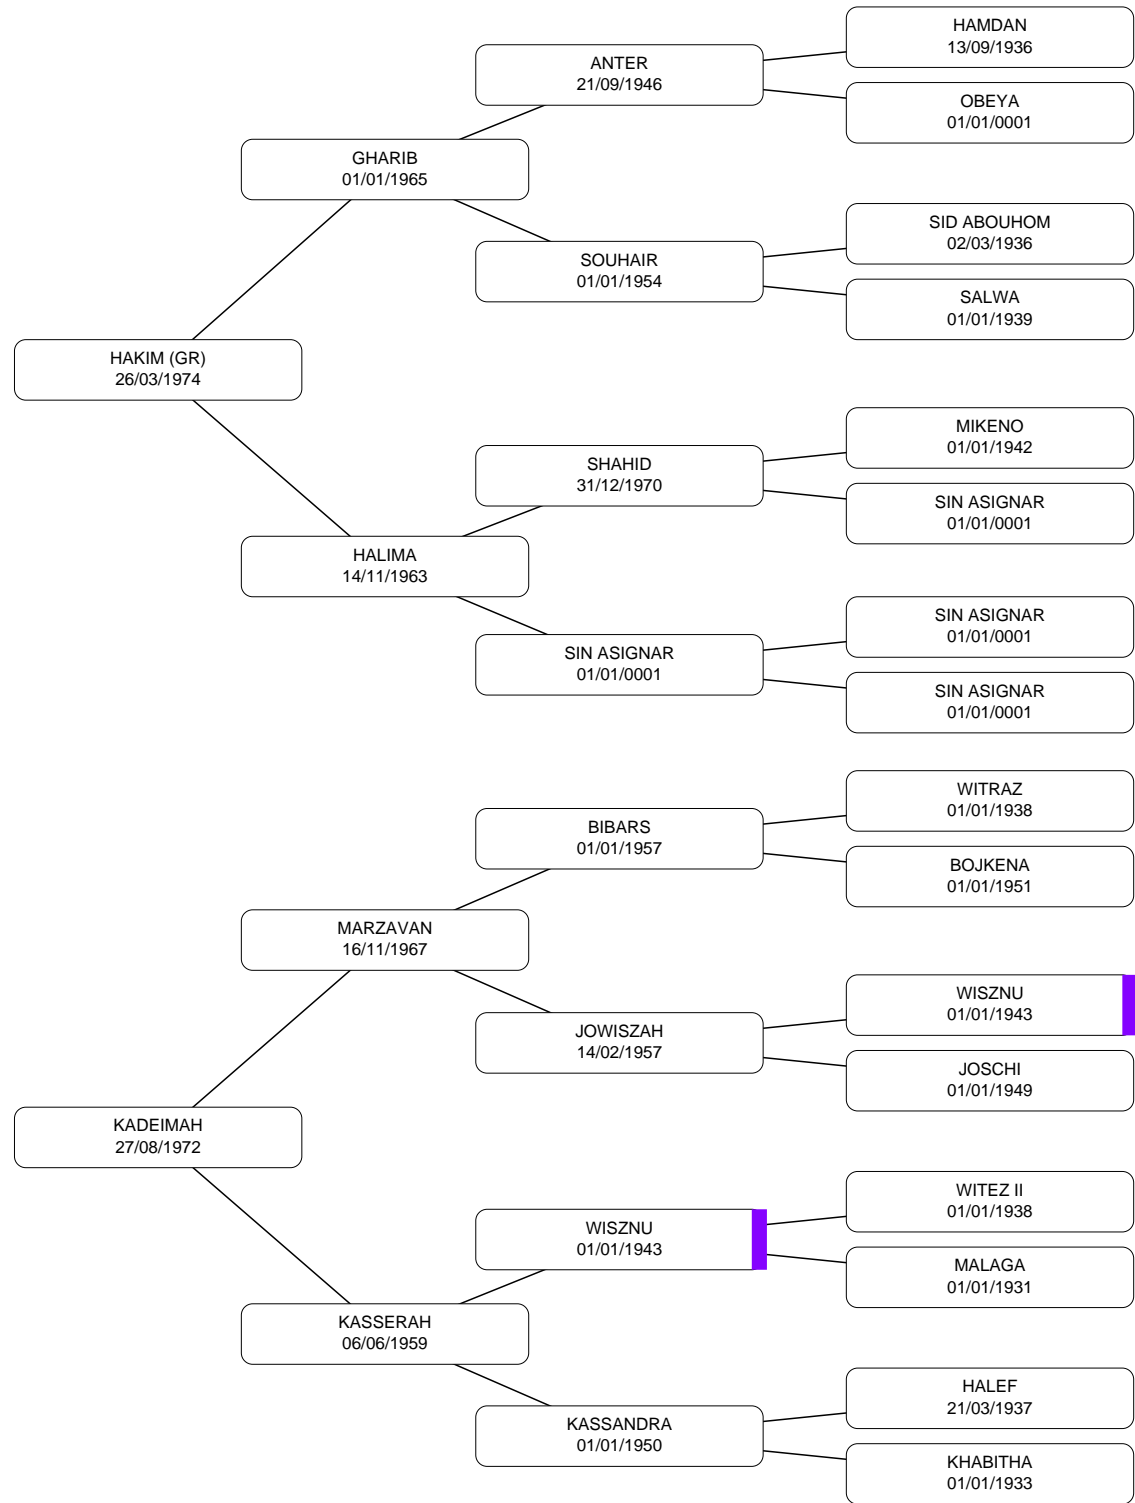 HAMDAN
13/09/1936
ANTER
21/09/1946
OBEYA
01/01/0001
GHARIB
01/01/1965
SID ABOUHOM
02/03/1936
SOUHAIR
01/01/1954
SALWA
01/01/1939
HAKIM (GR)
26/03/1974
MIKENO
01/01/1942
SHAHID
31/12/1970
SIN ASIGNAR
01/01/0001
HALIMA
14/11/1963
SIN ASIGNAR
01/01/0001
SIN ASIGNAR
01/01/0001
SIN ASIGNAR
01/01/0001
WITRAZ
01/01/1938
BIBARS
01/01/1957
BOJKENA
01/01/1951
MARZAVAN
16/11/1967
WISZNU
01/01/1943
JOWISZAH
14/02/1957
JOSCHI
01/01/1949
KADEIMAH
27/08/1972
WITEZ II
01/01/1938
WISZNU
01/01/1943
MALAGA
01/01/1931
KASSERAH
06/06/1959
HALEF
21/03/1937
KASSANDRA
01/01/1950
KHABITHA
01/01/1933